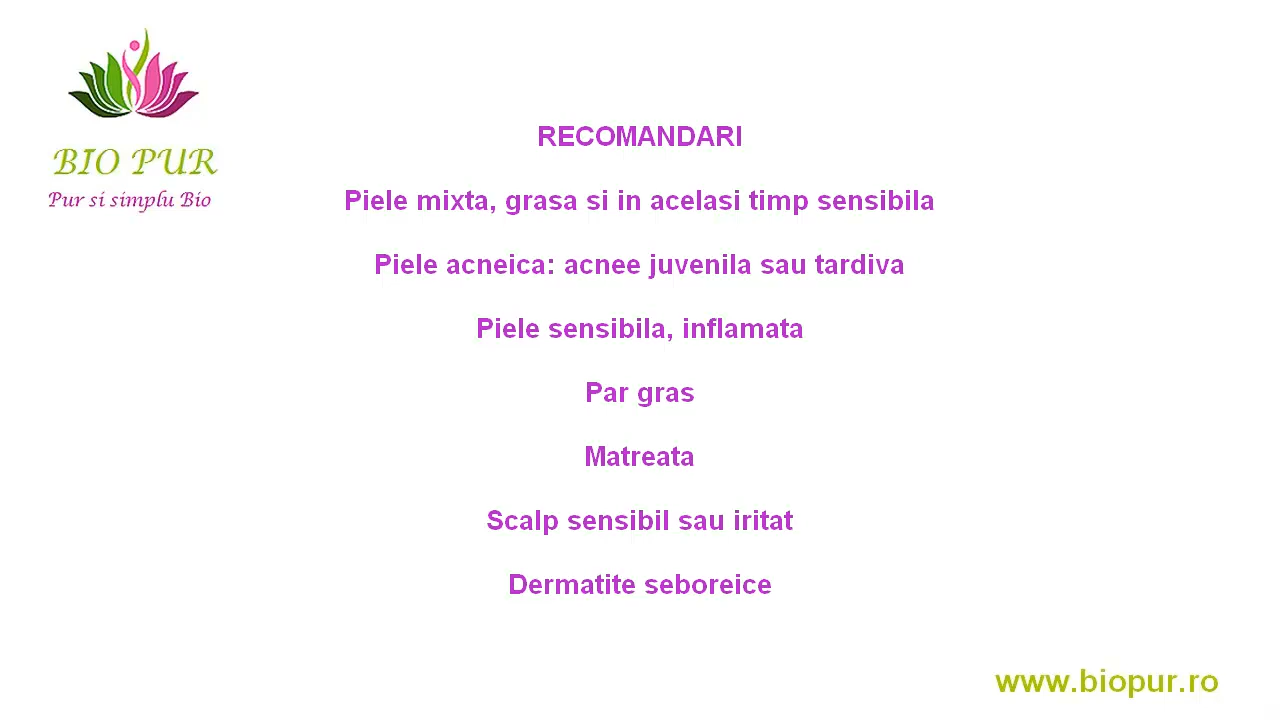 BIO PUR
Pur si simplu Bio
RECOMANDARI
Piele mixta, grasa si in acelasi timp sensibila
Piele acneica: acnee juvenila sau tardiva
Piele sensibila, inflamata
Par gras
Matreata
Scalp sensibil sau iritat
Dermatite seboreice
www.biopur.ro